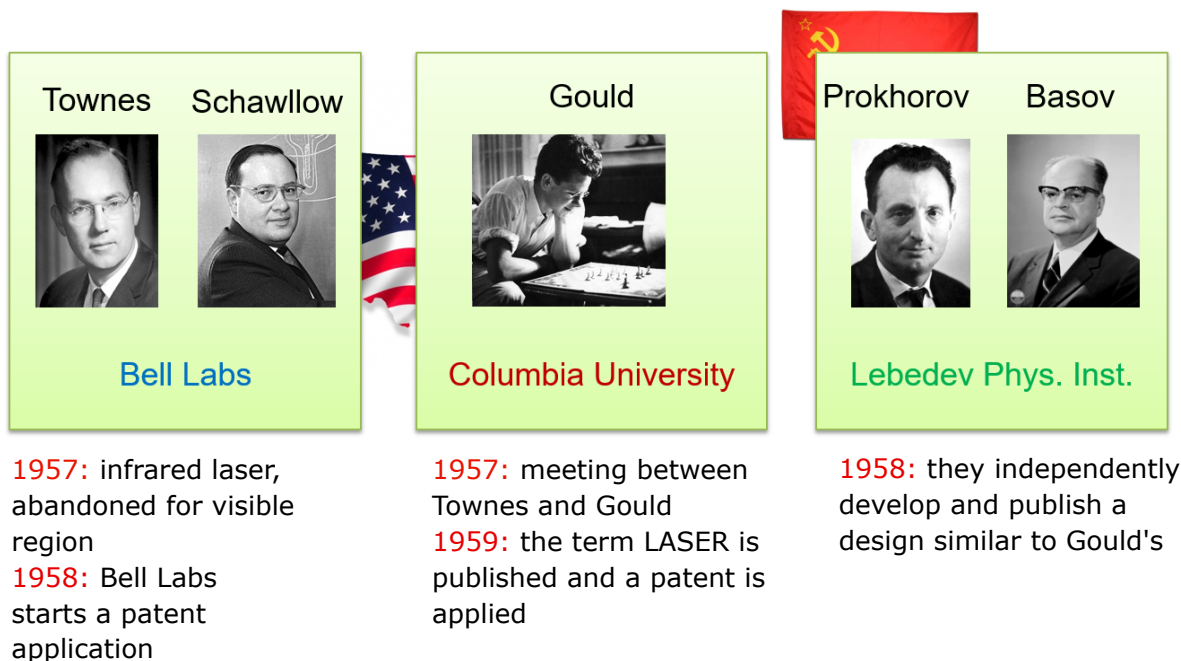 Townes
Schawllow
Bell Labs
1957: infrared laser,
abandoned for visible
region
1958: Bell Labs
starts a patent
application
Gould
Columbia University
1957: meeting between
Townes and Gould
1959: the term LASER is
published and a patent is
applied
Prokhorov
Basov
Lebedev Phys. Inst.
1958: they independently
develop and publish a
design similar to Gould's